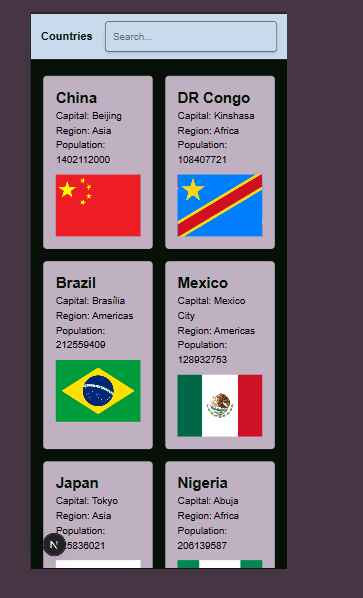 Countries
Search...
China
Capital: Beijing
Region: Asia
Population:
1402112000
DR Congo
Capital: Kinshasa
Region: Africa
Population:
108407721
Brazil
Capital: Brasília
Region: Americas
Population:
212559409
Mexico
Capital: Mexico
City
Region: Americas
Population:
128932753
Japan
Capital: Tokyo
Region: Asia
Population:
N
Nigeria
Capital: Abuja
Region: Africa
Population:
206139587